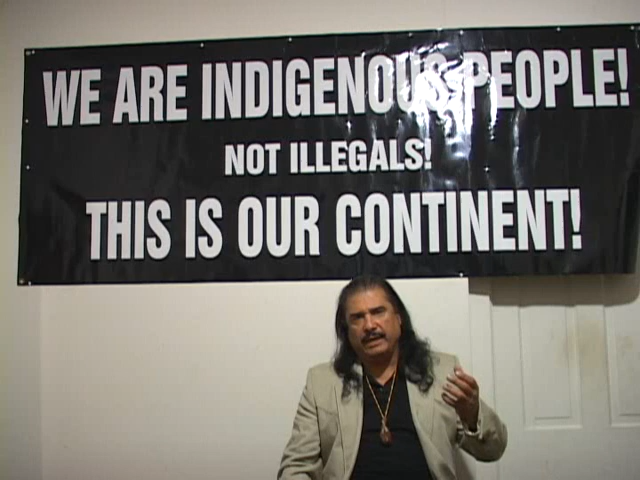 WE ARE INDIGENOUS PEOPLE!
NOT ILLEGALS!
THIS IS OUR CONTINENT!